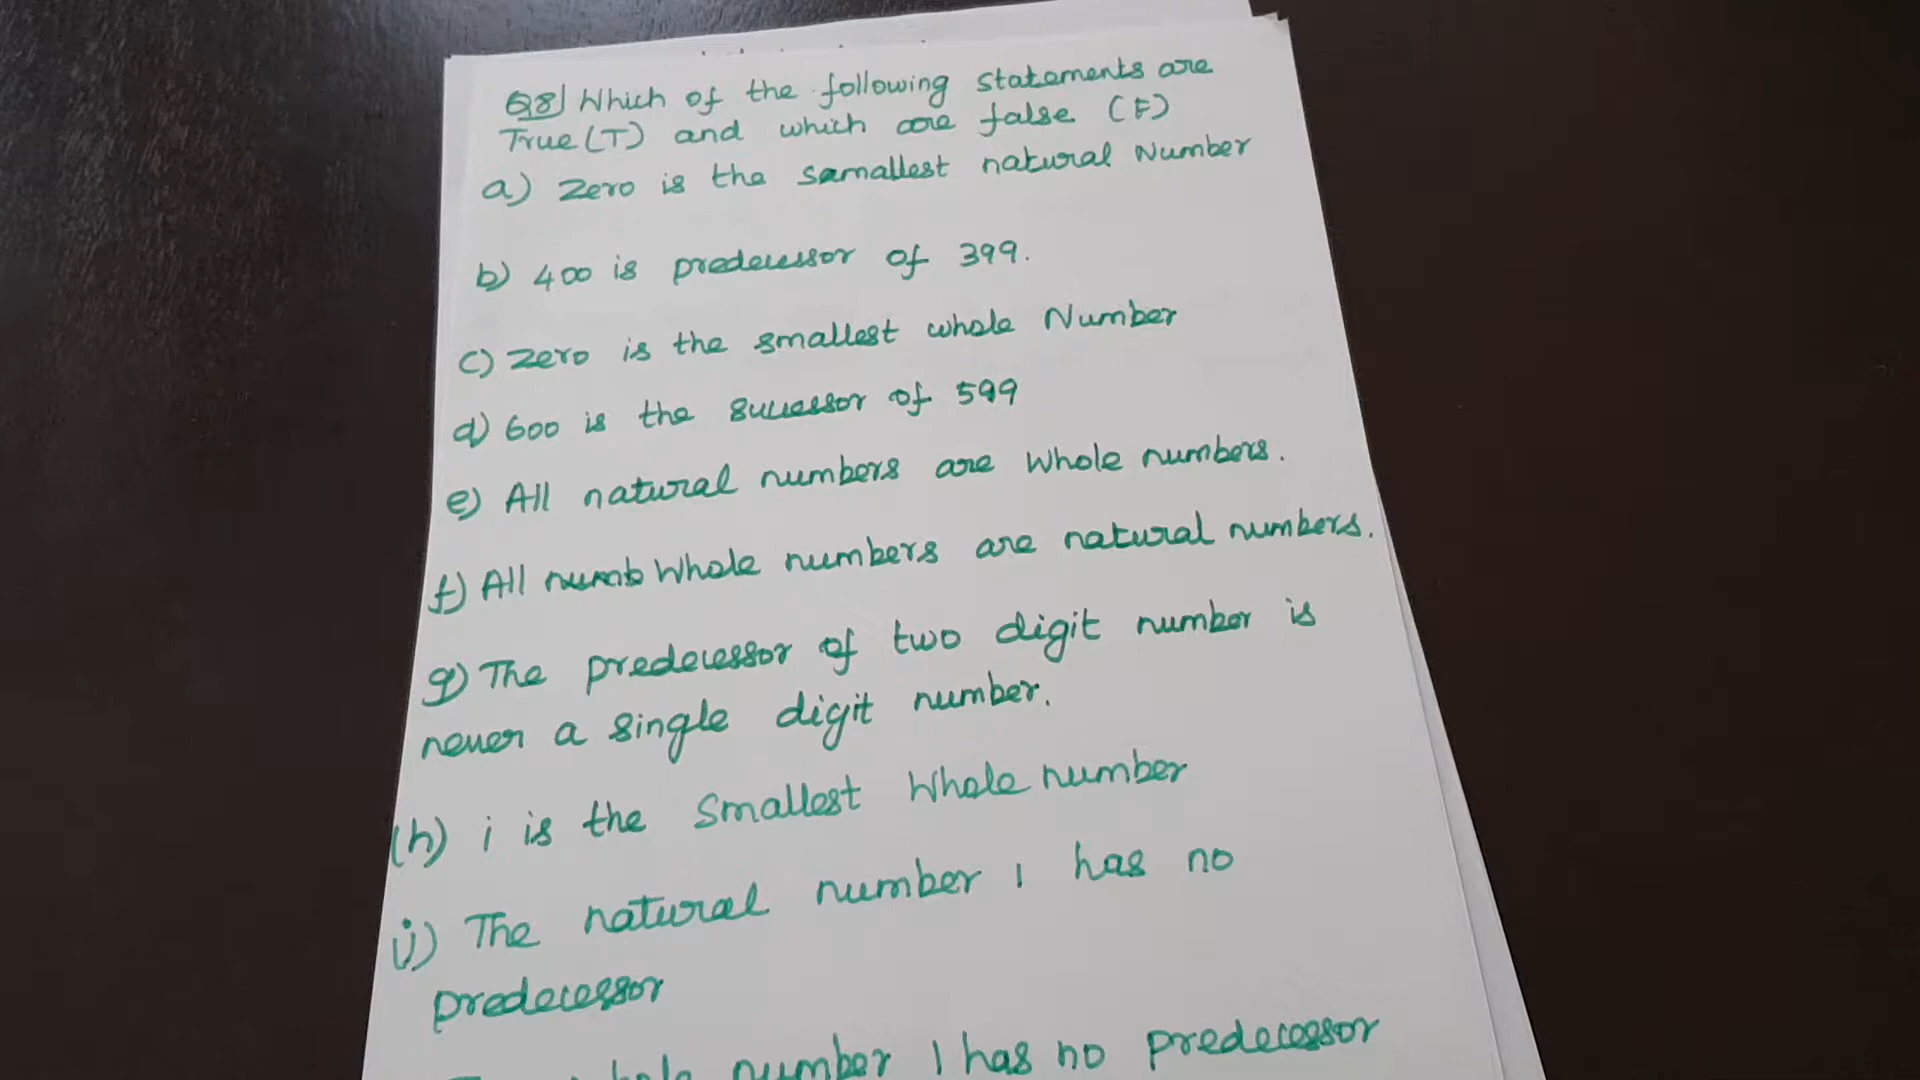 Q8) Which of the following statements are
True (T) and which are false (F)
a) Zero is the samallest natural Number
b) 400 is predecessor of 399.
c) Zero is the smallest whole Number
d) 600 is the successor of 599
e) All natural numbers are Whole numbers.
f) All numb Whole numbers are natural numbers.
g) The predecessor of two digit number is
never a single digit number.
(h) i is the Smallest Whole number
i) The natural number 1 has no
predecessor
number 1 has no predecessor